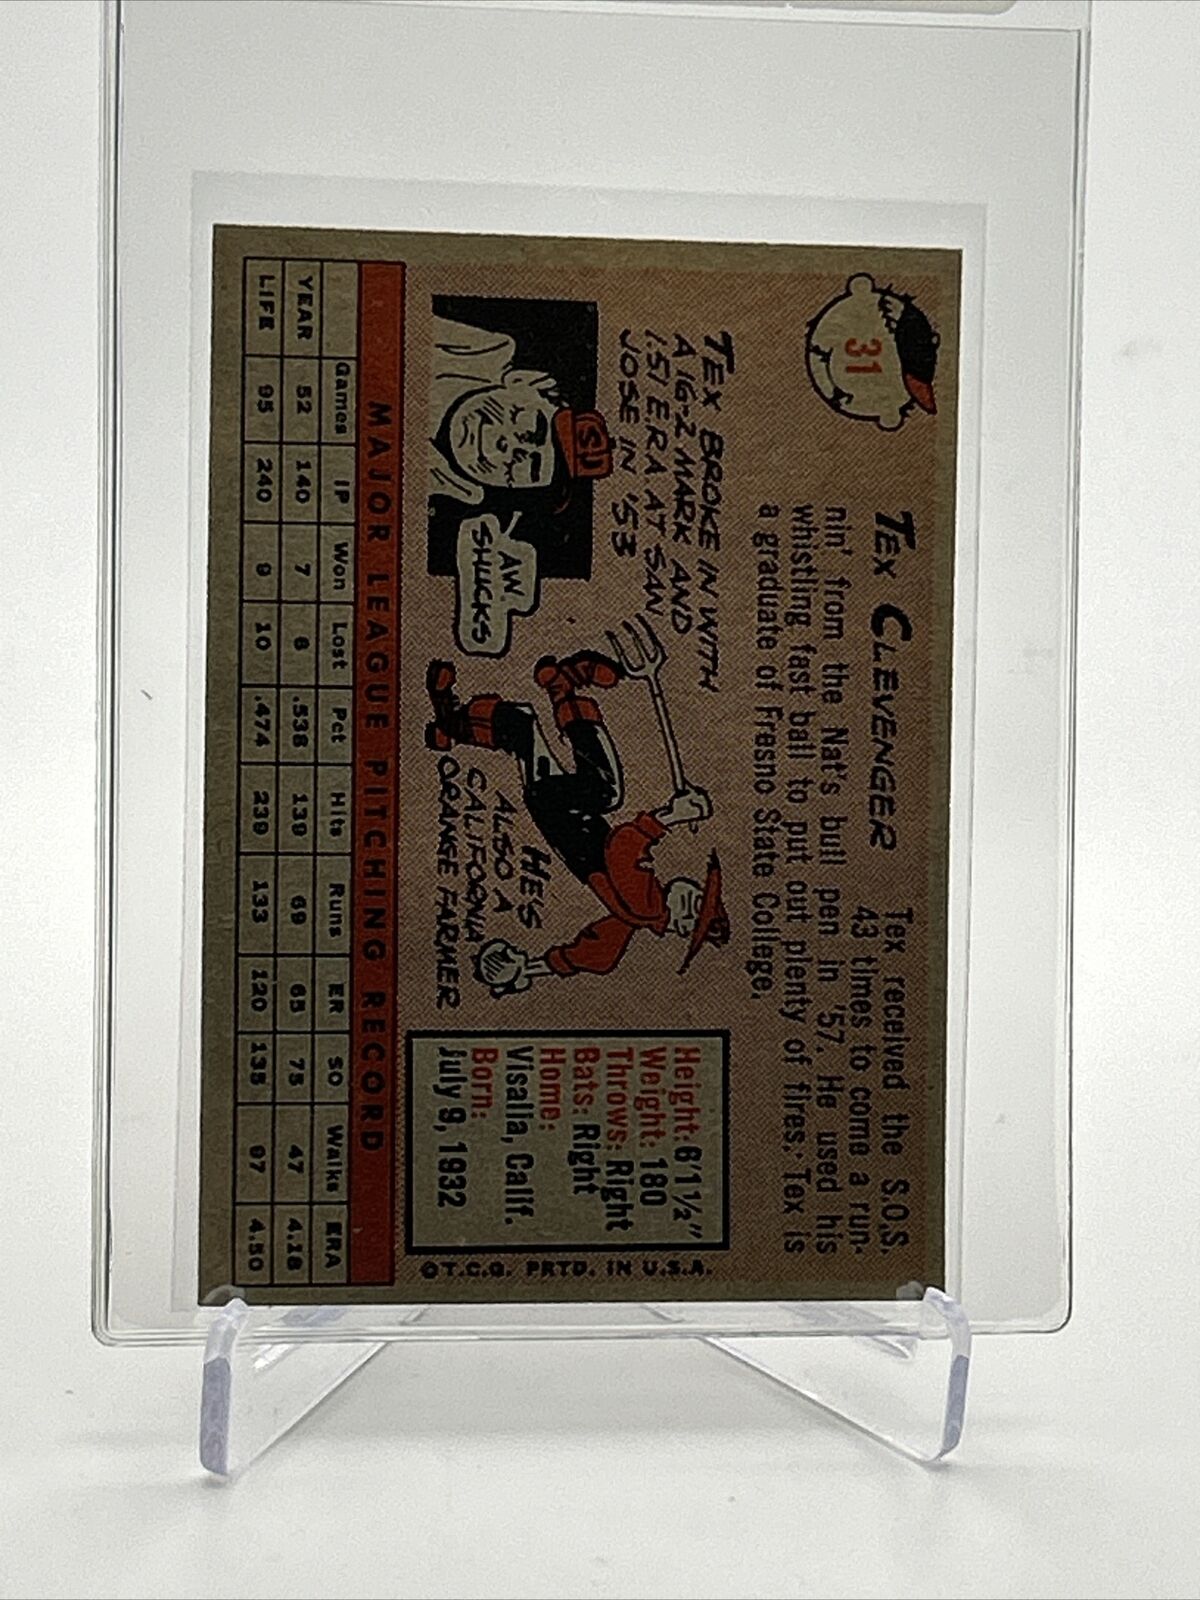 31
TEX CLEVENGER
Tex received the S.O.S.
43 times to come a run-
nin' from the Nat's bull pen in '57. He used his
whistling fast ball to put out plenty of fires. Tex is
a graduate of Fresno State College.
TEX BROKE IN WITH
A 16-2 MARK AND
1.51 ERA AT SAN
JOSE IN '53
SJ
AW,
SHUCKS
HE'S
ALSO A
CALIFORNIA
ORANGE FARMER
Height: 6'1½"
Weight: 180
Throws: Right
Bats: Right
Home:
Visalia, Calif.
Born:
July 9, 1932
©T.C.G. PRTD. IN U.S.A.
MAJOR LEAGUE PITCHING RECORD
Games IP Won Lost Pct Hits Runs ER SO Walks ERA
YEAR 52 140 7 6 .538 139 69 65 75 47 4.18
LIFE 95 240 9 10 .474 239 133 120 135 97 4.50